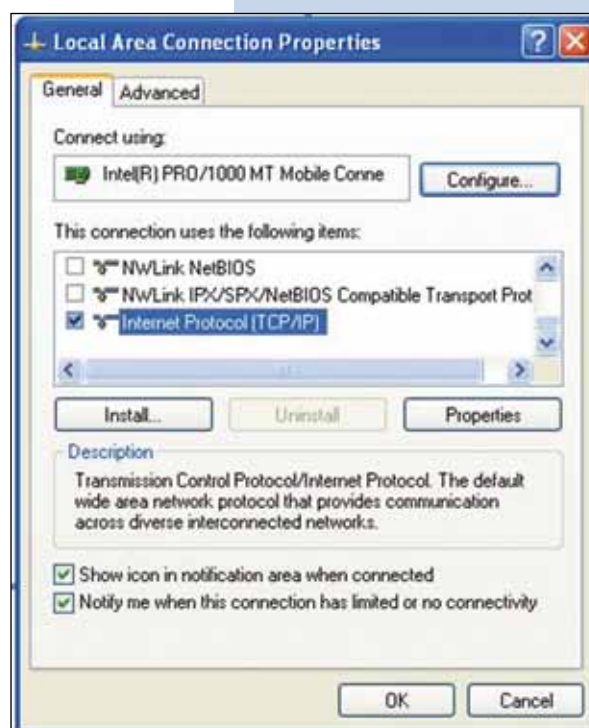 Local Area Connection Properties
General
Advanced
Connect using:
Intel(R) PRO/1000 MT Mobile Conne
Configure...
This connection uses the following items:
NWLink NetBIOS
NWLink IPX/SPX/NetBIOS Compatible Transport Prot
Internet Protocol (TCP/IP)
Install...
Uninstall
Properties
Description
Transmission Control Protocol/Internet Protocol. The default
wide area network protocol that provides communication
across diverse interconnected networks.
Show icon in notification area when connected
Notify me when this connection has limited or no connectivity
OK
Cancel